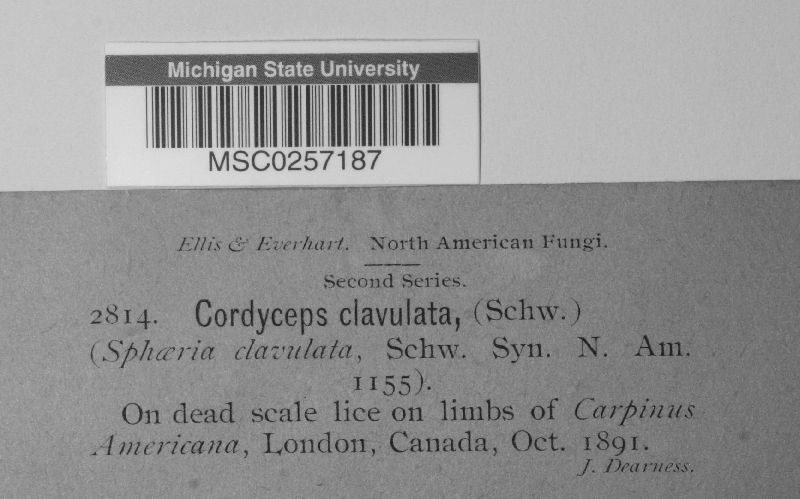 Michigan State University
MSC0257187
Ellis & Everhart. North American Fungi.
Second Series.
2814. Cordyceps clavulata, (Schw.)
(Sphæria clavulata, Schw. Syn. N. Am.
1155).
On dead scale lice on limbs of Carpinus
Americana, London, Canada, Oct. 1891.
J. Dearness.